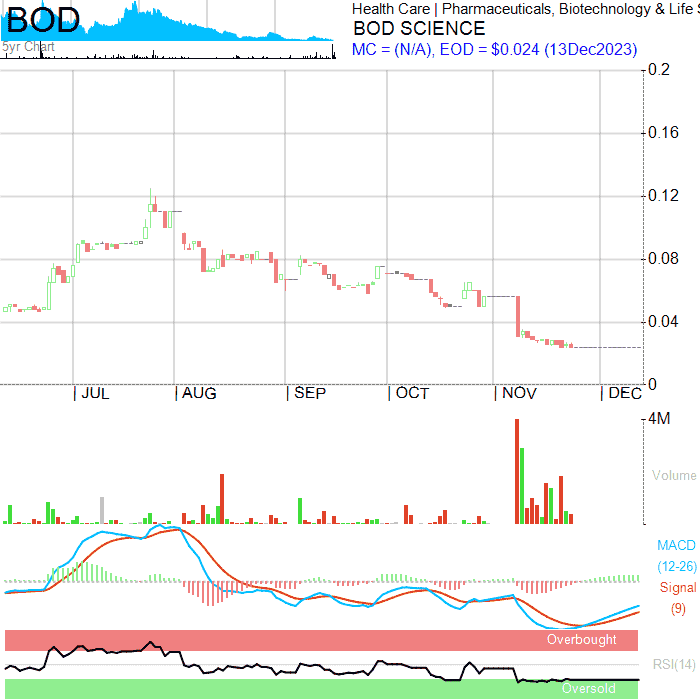 BOD
5yr Chart
Health Care | Pharmaceuticals, Biotechnology & Life
BOD SCIENCE
MC = (N/A), EOD = $0.024 (13Dec2023)
0.2
0.16
0.12
0.08
0.04
0
| JUL | AUG | SEP | OCT | NOV | DEC
4M
Volume
MACD
(12-26)
Signal
(9)
Overbought
RSI(14)
Oversold